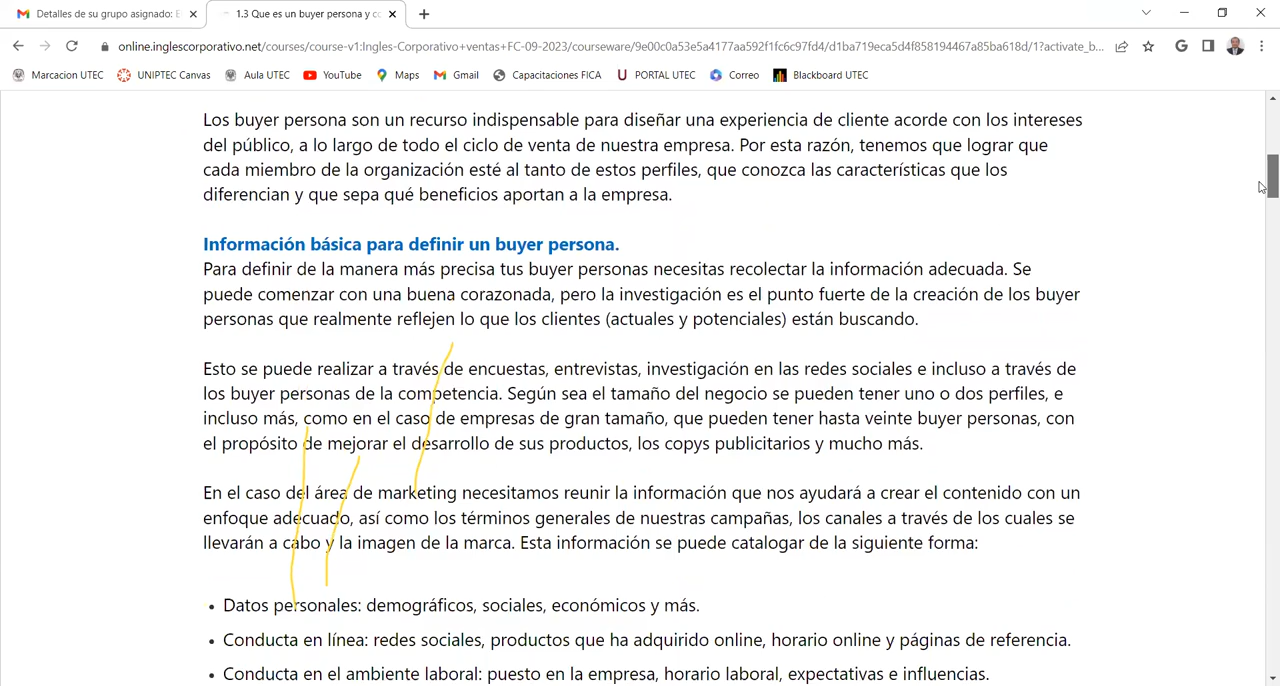 Detalles de su grupo asignado: E
1.3 Que es un buyer persona y co
online.inglescorporativo.net/courses/course-v1:Ingles-Corporativo+ventas+FC-09-2023/courseware/9e00c0a53e5a4177aa592f1fc6c97fd4/d1ba719eca5d4f858194467a85ba618d/1?activate_b...
Marcacion UTEC UNIPTEC Canvas Aula UTEC YouTube Maps Gmail Capacitaciones FICA PORTAL UTEC Correo Blackboard UTEC
Los buyer persona son un recurso indispensable para diseñar una experiencia de cliente acorde con los intereses
del público, a lo largo de todo el ciclo de venta de nuestra empresa. Por esta razón, tenemos que lograr que
cada miembro de la organización esté al tanto de estos perfiles, que conozca las características que los
diferencian y que sepa qué beneficios aportan a la empresa.
Información básica para definir un buyer persona.
Para definir de la manera más precisa tus buyer personas necesitas recolectar la información adecuada. Se
puede comenzar con una buena corazonada, pero la investigación es el punto fuerte de la creación de los buyer
personas que realmente reflejen lo que los clientes (actuales y potenciales) están buscando.
Esto se puede realizar a través de encuestas, entrevistas, investigación en las redes sociales e incluso a través de
los buyer personas de la competencia. Según sea el tamaño del negocio se pueden tener uno o dos perfiles, e
incluso más, como en el caso de empresas de gran tamaño, que pueden tener hasta veinte buyer personas, con
el propósito de mejorar el desarrollo de sus productos, los copys publicitarios y mucho más.
En el caso del área de marketing necesitamos reunir la información que nos ayudará a crear el contenido con un
enfoque adecuado, así como los términos generales de nuestras campañas, los canales a través de los cuales se
llevarán a cabo y la imagen de la marca. Esta información se puede catalogar de la siguiente forma:
• Datos personales: demográficos, sociales, económicos y más.
• Conducta en línea: redes sociales, productos que ha adquirido online, horario online y páginas de referencia.
• Conducta en el ambiente laboral: puesto en la empresa, horario laboral, expectativas e influencias.